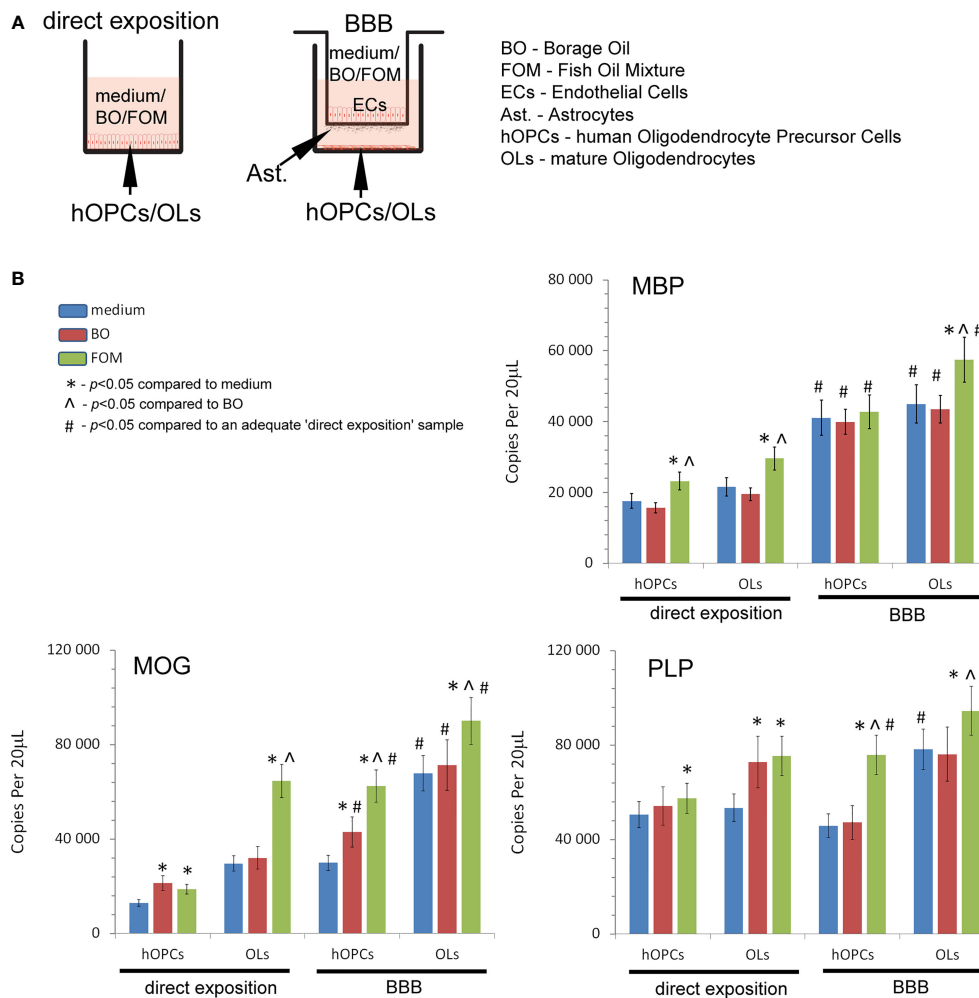 A
direct exposition
medium/
BO/FOM
hOPCs/OLs
BBB
medium/
BO/FOM
ECs
Ast.
hOPCs/OLs
BO - Borage Oil
FOM - Fish Oil Mixture
ECs - Endothelial Cells
Ast. - Astrocytes
hOPCs - human Oligodendrocyte Precursor Cells
OLs - mature Oligodendrocytes
B
medium
BO
FOM
* - p<0.05 compared to medium
^ - p<0.05 compared to BO
# - p<0.05 compared to an adequate 'direct exposition' sample
MBP
Copies Per 20µL
80 000
60 000
40 000
20 000
0
* ^
* ^
# # #
# #
* ^ #
hOPCs OLs hOPCs OLs
direct exposition BBB
MOG
Copies Per 20µL
120 000
80 000
40 000
0
* *
* ^
* #
* ^ #
# #
* ^ #
hOPCs OLs hOPCs OLs
direct exposition BBB
PLP
Copies Per 20µL
120 000
80 000
40 000
0
*
* *
* ^ #
#
* ^
hOPCs OLs hOPCs OLs
direct exposition BBB